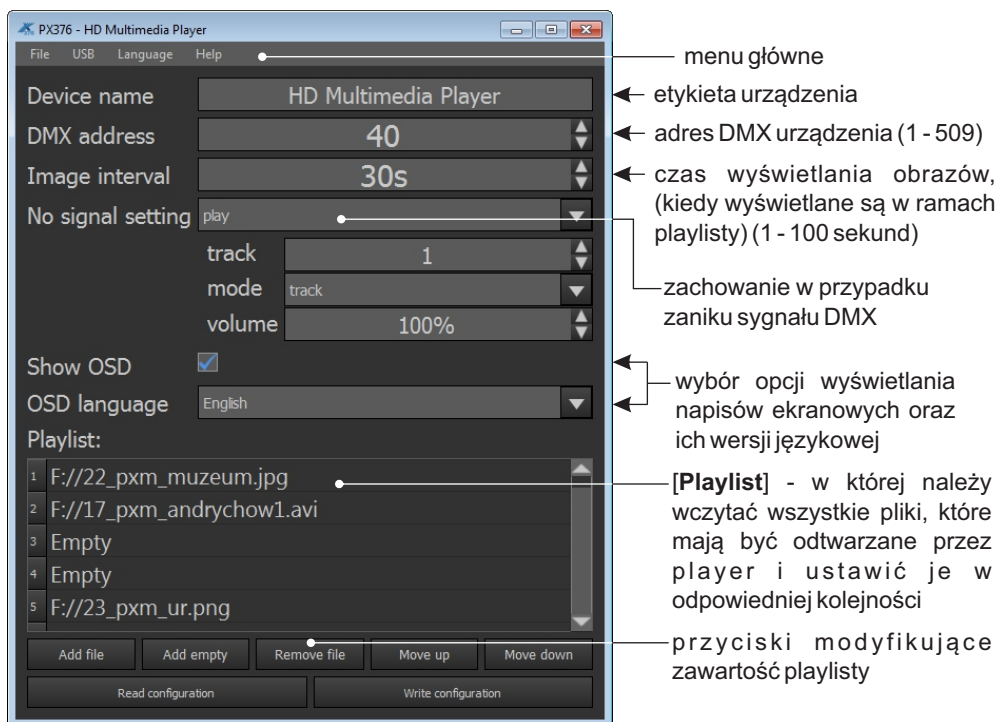 PX376 - HD Multimedia Player
File USB Language Help
menu główne
Device name HD Multimedia Player
etykieta urządzenia
DMX address 40
adres DMX urządzenia (1 - 509)
Image interval 30s
czas wyświetlania obrazów,
(kiedy wyświetlane są w ramach
playlisty) (1 - 100 sekund)
No signal setting play
track 1
mode track
volume 100%
zachowanie w przypadku
zaniku sygnału DMX
Show OSD
OSD language English
wybór opcji wyświetlania
napisów ekranowych oraz
ich wersji językowej
Playlist:
1 F://22_pxm_muzeum.jpg
2 F://17_pxm_andrychow1.avi
3 Empty
4 Empty
5 F://23_pxm_ur.png
[Playlist] - w której należy
wczytać wszystkie pliki, które
mają być odtwarzane przez
player i ustawić je w
odpowiedniej kolejności
Add file Add empty Remove file Move up Move down
Read configuration Write configuration
przyciski modyfikujące
zawartość playlisty